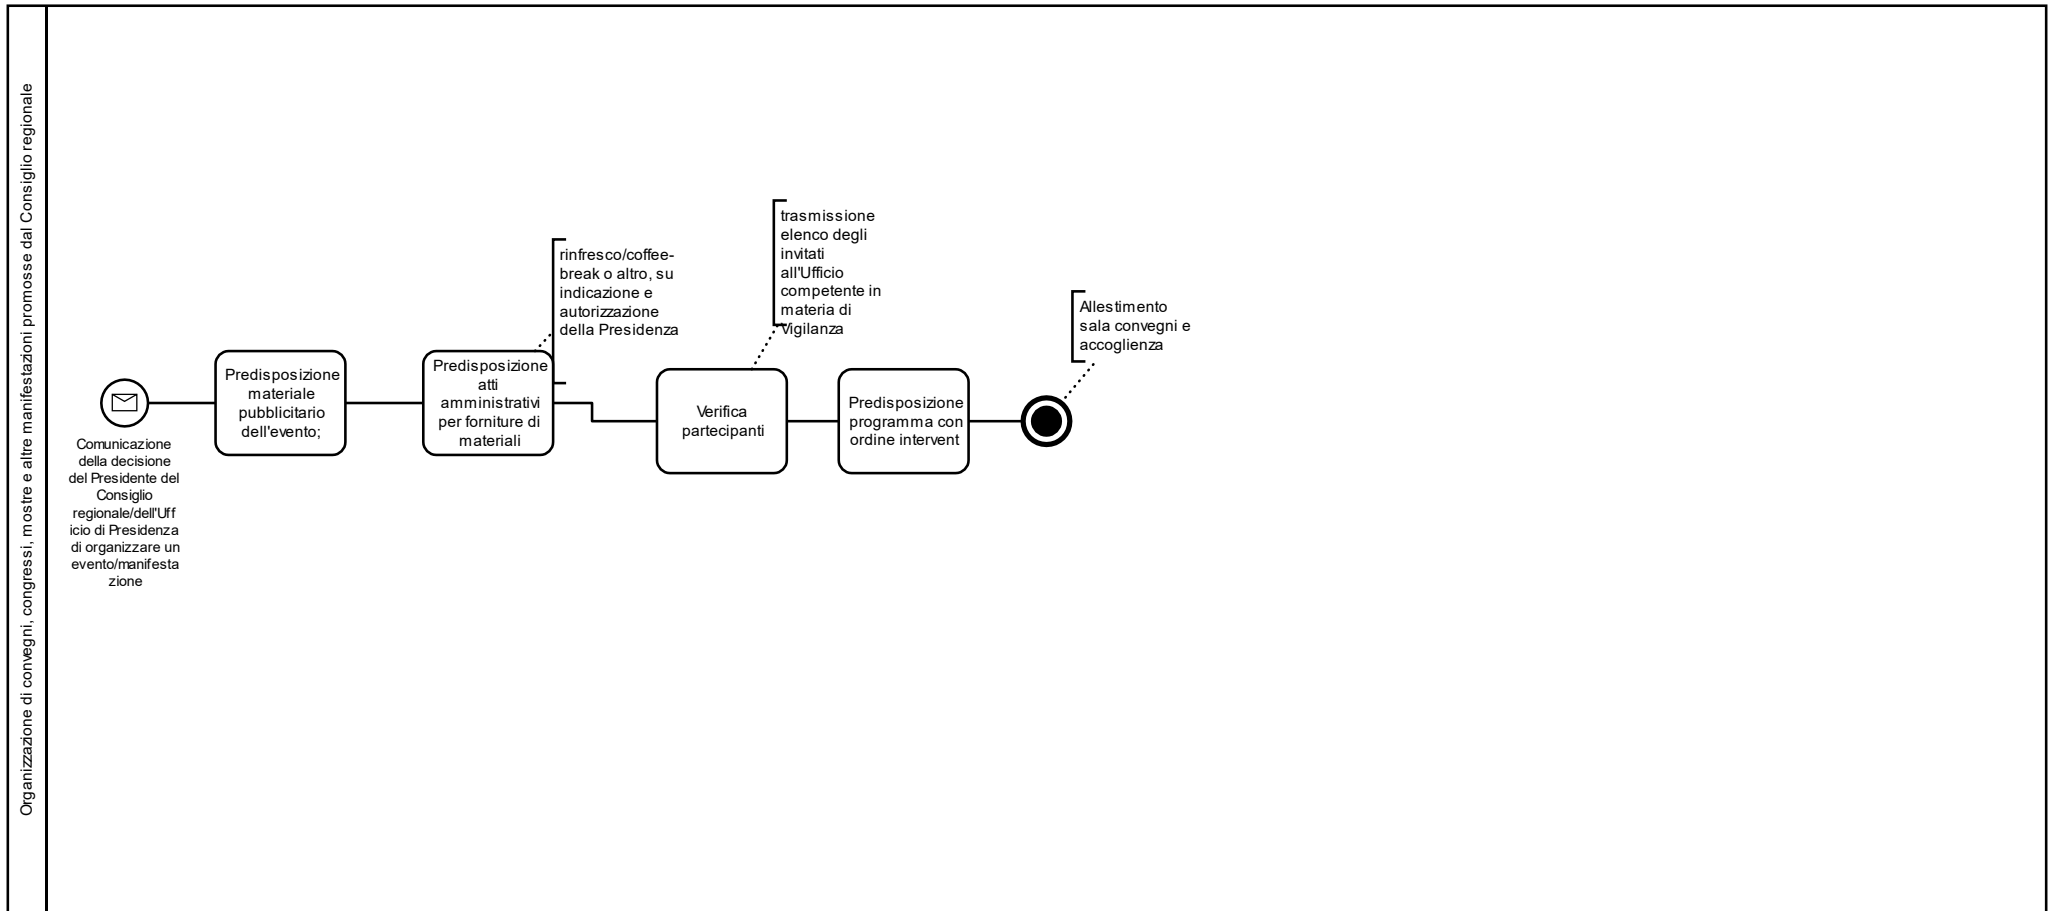 Organizzazione di convegni, congressi, mostre e altre manifestazioni promosse dal Consiglio regionale
Comunicazione
della decisione
del Presidente del
Consiglio
regionale/dell'Uff
icio di Presidenza
di organizzare un
evento/manifesta
zione
Predisposizione
materiale
pubblicitario
dell'evento;
Predisposizione
atti
amministrativi
per forniture di
materiali
rinfresco/coffee-
break o altro, su
indicazione e
autorizzazione
della Presidenza
Verifica
partecipanti
trasmissione
elenco degli
invitati
all'Ufficio
competente in
materia di
Vigilanza
Predisposizione
programma con
ordine intervent
Allestimento
sala convegni e
accoglienza